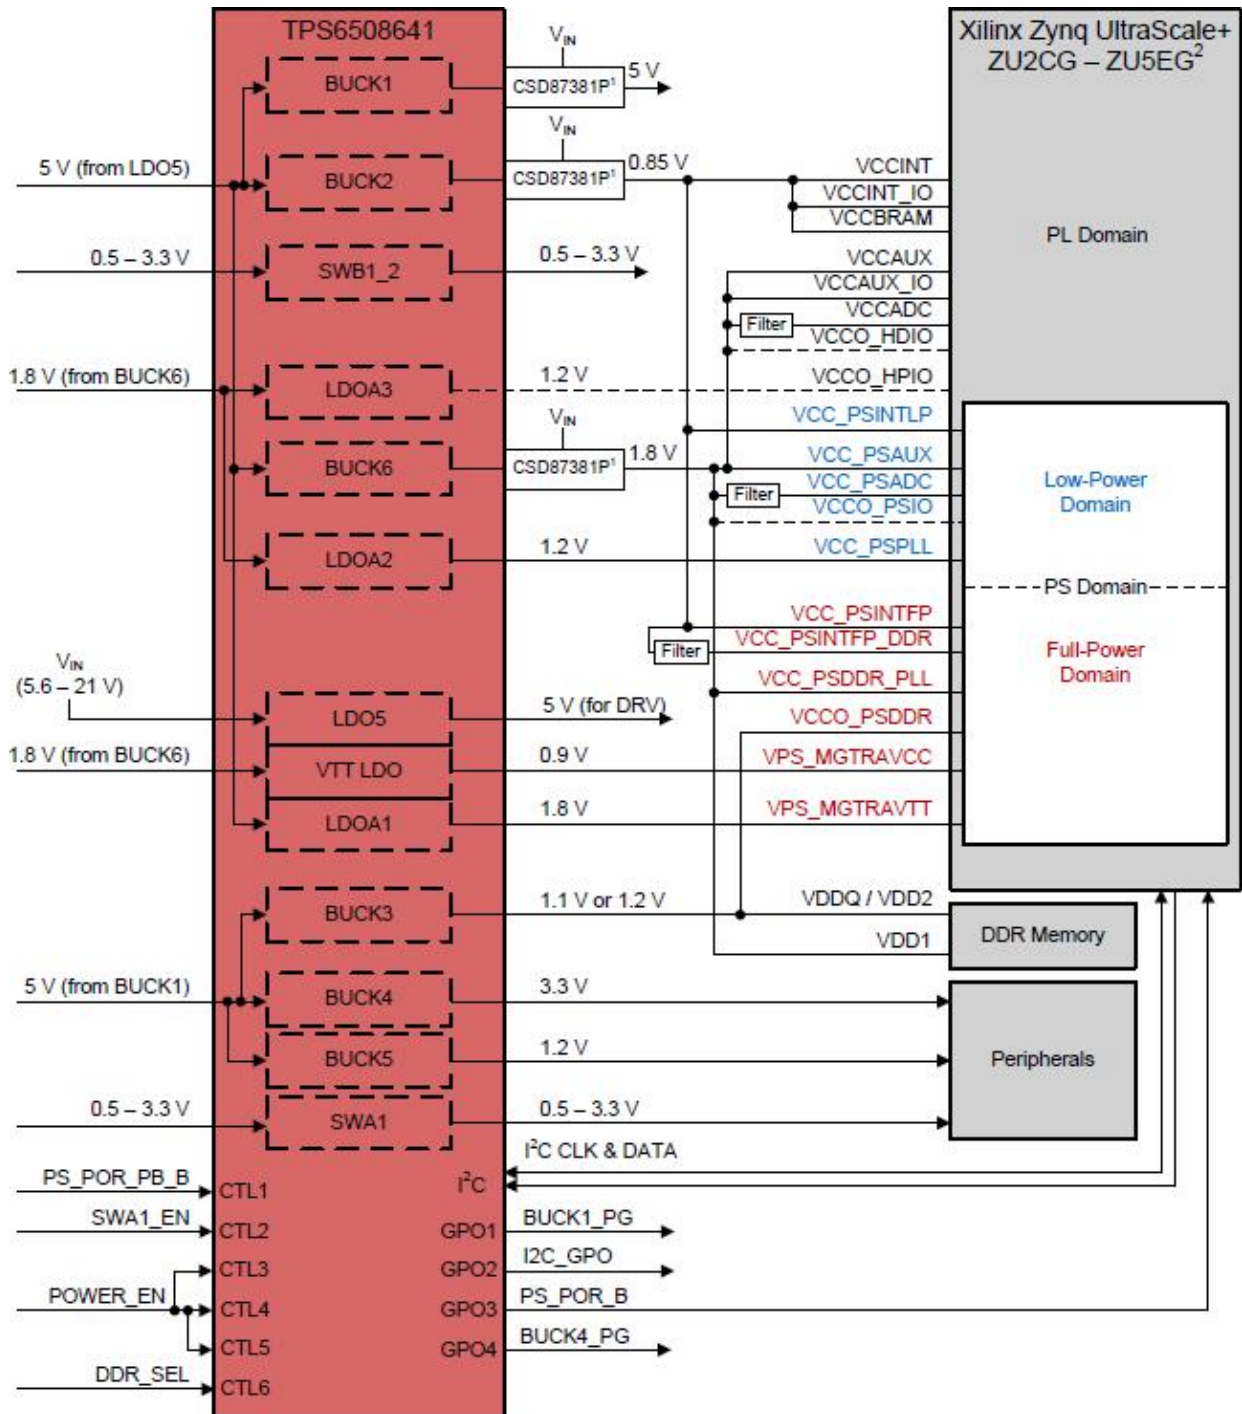 TPS6508641
Xilinx Zynq UltraScale+
ZU2CG – ZU5EG²
V_IN
BUCK1
CSD87381P¹
5 V
V_IN
5 V (from LDO5)
BUCK2
CSD87381P¹
0.85 V
VCCINT
VCCINT_IO
VCCBRAM
PL Domain
0.5 – 3.3 V
SWB1_2
0.5 – 3.3 V
VCCAUX
VCCAUX_IO
VCCADC
Filter
VCCO_HDIO
1.8 V (from BUCK6)
LDOA3
1.2 V
VCCO_HPIO
V_IN
VCC_PSINTLP
BUCK6
CSD87381P¹
1.8 V
VCC_PSAUX
VCC_PSADC
Filter
VCCO_PSIO
Low-Power
Domain
LDOA2
1.2 V
VCC_PSPLL
PS Domain
VCC_PSINTFP
VCC_PSINTFP_DDR
Filter
Full-Power
Domain
V_IN
(5.6 – 21 V)
VCC_PSDDR_PLL
LDO5
5 V (for DRV)
VCCO_PSDDR
1.8 V (from BUCK6)
VTT LDO
0.9 V
VPS_MGTRAVCC
LDOA1
1.8 V
VPS_MGTRAVTT
BUCK3
1.1 V or 1.2 V
VDDQ / VDD2
VDD1
DDR Memory
5 V (from BUCK1)
BUCK4
3.3 V
BUCK5
1.2 V
Peripherals
0.5 – 3.3 V
SWA1
0.5 – 3.3 V
I²C CLK & DATA
PS_POR_PB_B
CTL1
I²C
SWA1_EN
CTL2
GPO1
BUCK1_PG
CTL3
GPO2
I2C_GPO
POWER_EN
CTL4
GPO3
PS_POR_B
CTL5
GPO4
BUCK4_PG
DDR_SEL
CTL6